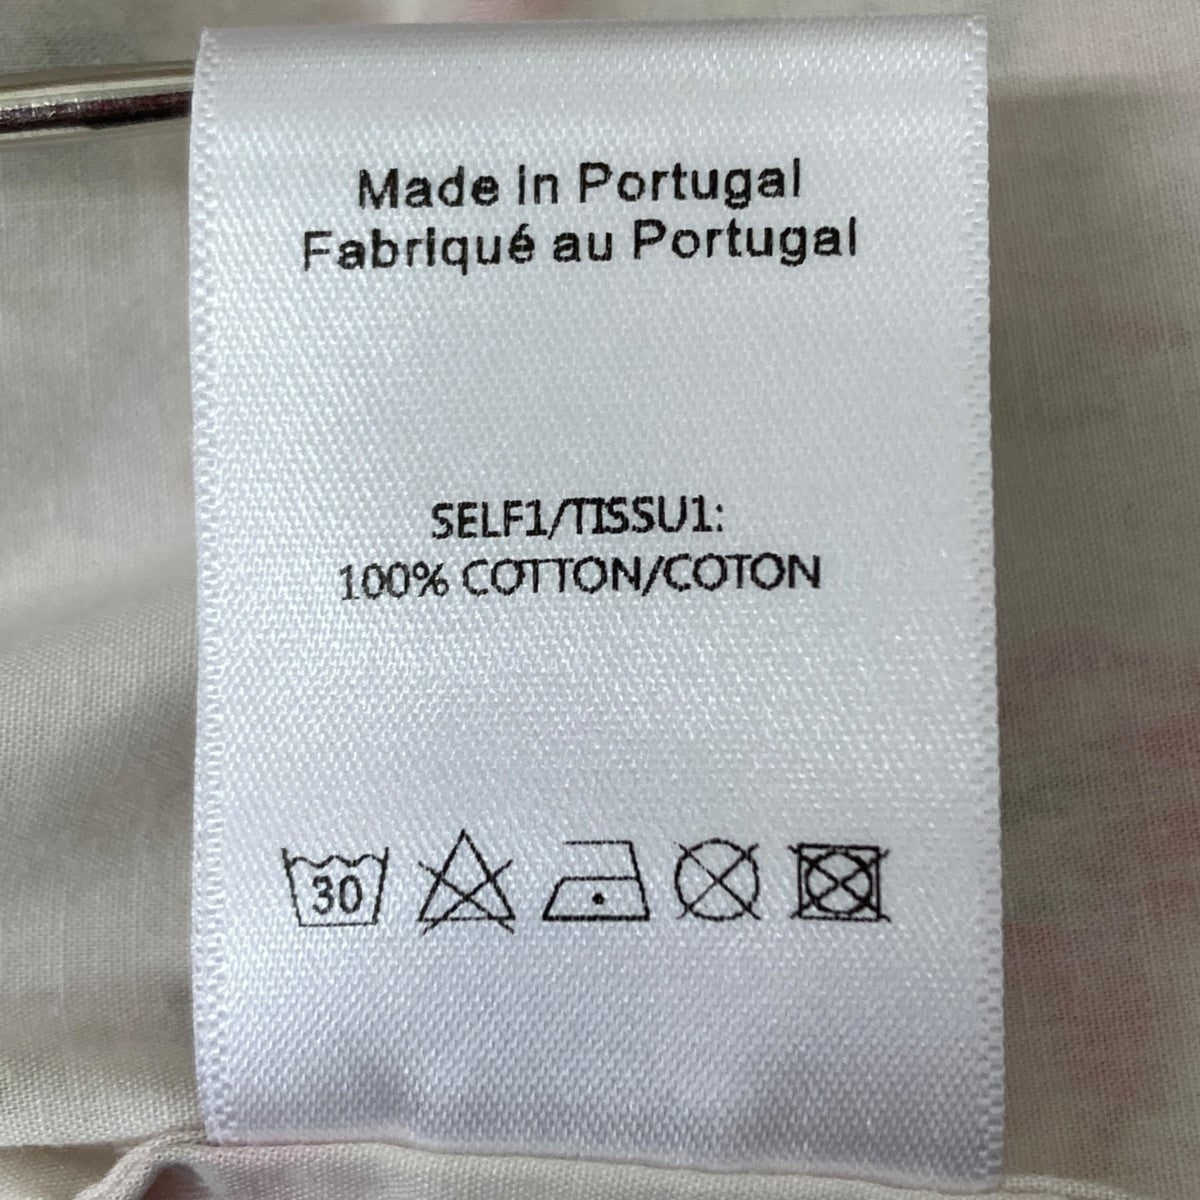 Made in Portugal
Fabriqué au Portugal
SELF1/TISSU1:
100% COTTON/COTON
30